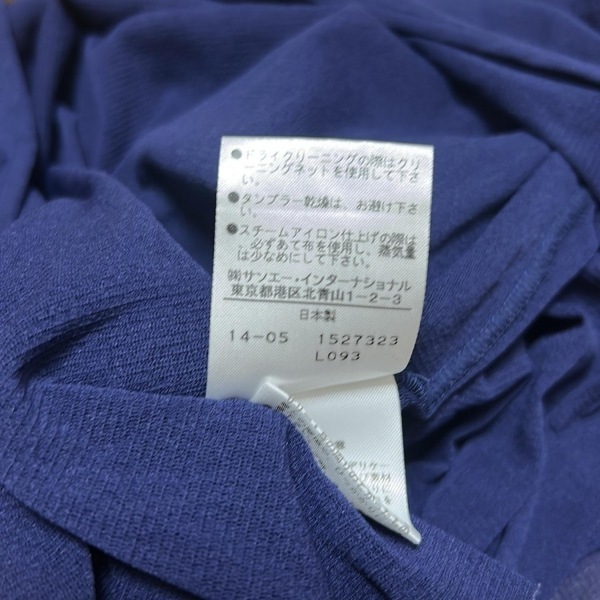 ●ドライクリーニングの際はクリ
ーニングネットを使用して下さ
い。
●タンブラー乾燥は、お避け下さ
い。
●スチームアイロン仕上げの際は
、必ずあて布を使用し、蒸気量
は少なめにして下さい。
㈱サンエー・インターナショナル
東京都港区北青山1-2-3
日本製
14-05 1527323
L093